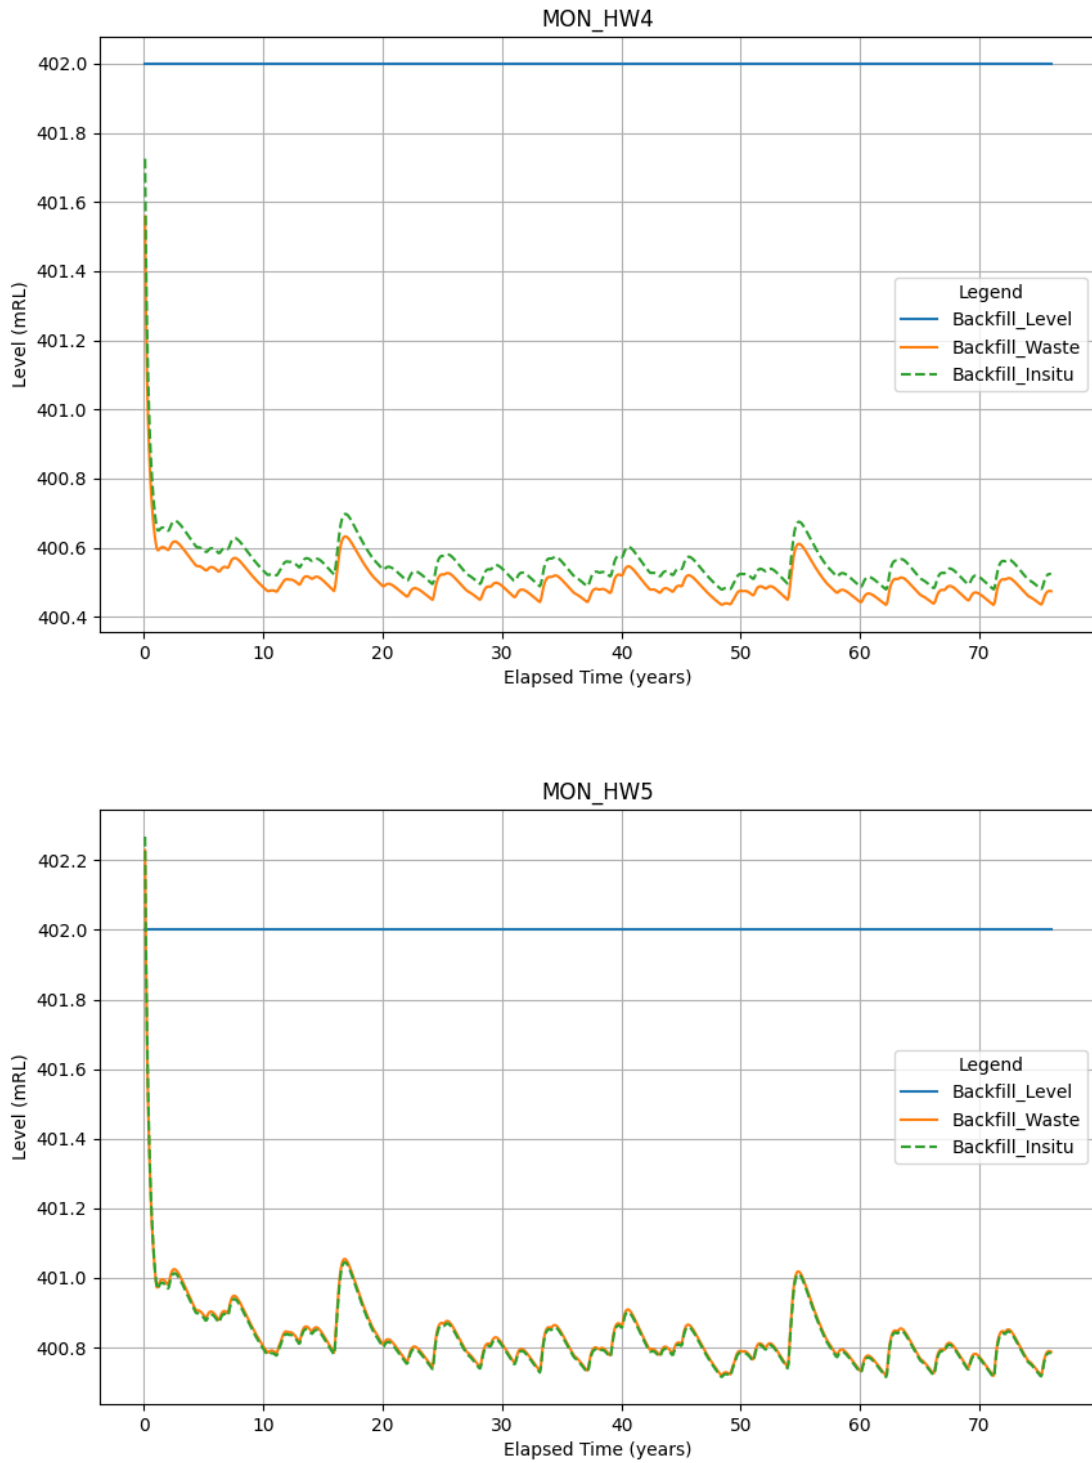 MON_HW4
402.0
401.8
401.6
401.4
401.2
401.0
400.8
400.6
400.4
Level (mRL)
Legend
Backfill_Level
Backfill_Waste
Backfill_Insitu
0 10 20 30 40 50 60 70
Elapsed Time (years)
MON_HW5
402.2
402.0
401.8
401.6
401.4
401.2
401.0
400.8
Level (mRL)
Legend
Backfill_Level
Backfill_Waste
Backfill_Insitu
0 10 20 30 40 50 60 70
Elapsed Time (years)